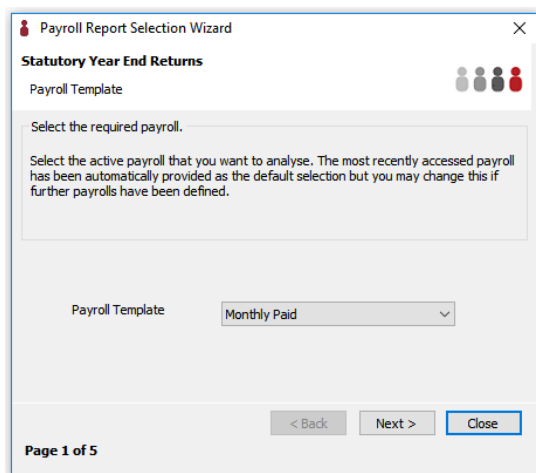 Payroll Report Selection Wizard
Statutory Year End Returns
Payroll Template
Select the required payroll.
Select the active payroll that you want to analyse. The most recently accessed payroll
has been automatically provided as the default selection but you may change this if
further payrolls have been defined.
Payroll Template
Monthly Paid
< Back
Next >
Close
Page 1 of 5